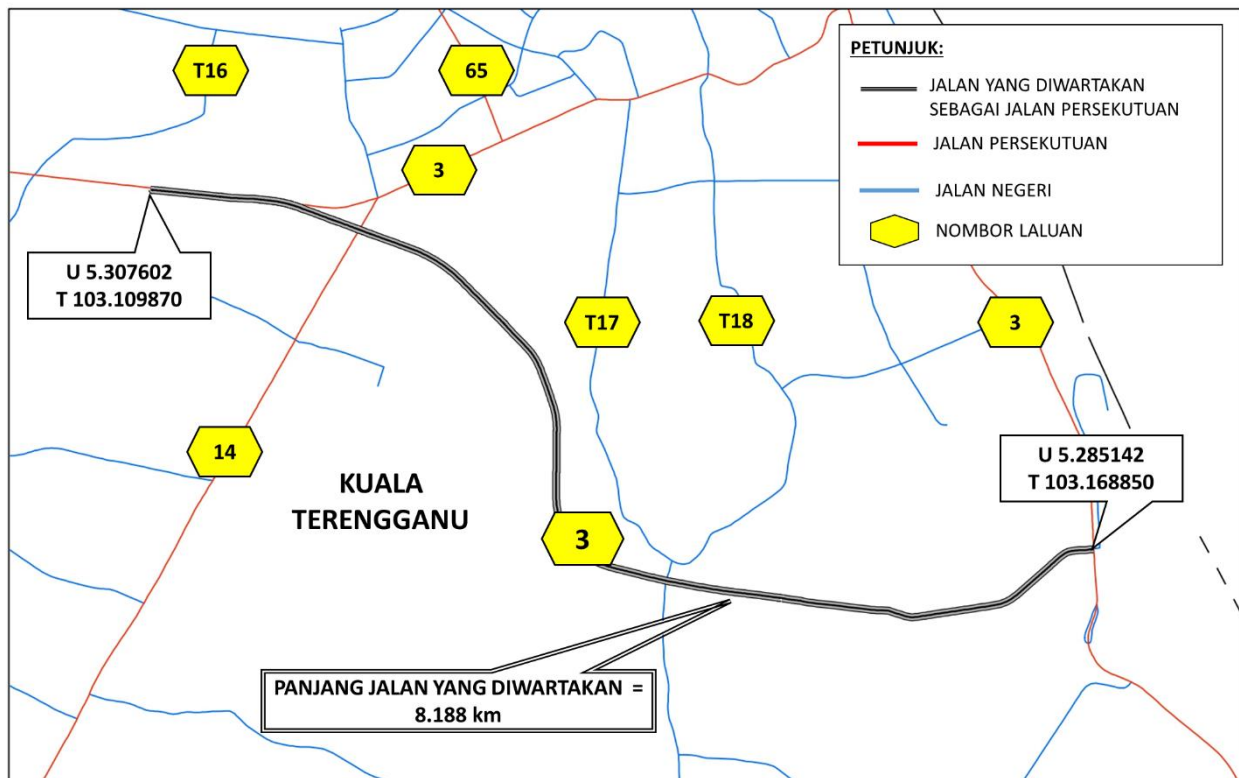 T16
65
3
PETUNJUK:
JALAN YANG DIWARTAKAN
SEBAGAI JALAN PERSEKUTUAN
JALAN PERSEKUTUAN
JALAN NEGERI
NOMBOR LALUAN
U 5.307602
T 103.109870
T17
T18
3
14
KUALA
TERENGGANU
U 5.285142
T 103.168850
3
PANJANG JALAN YANG DIWARTAKAN =
8.188 km